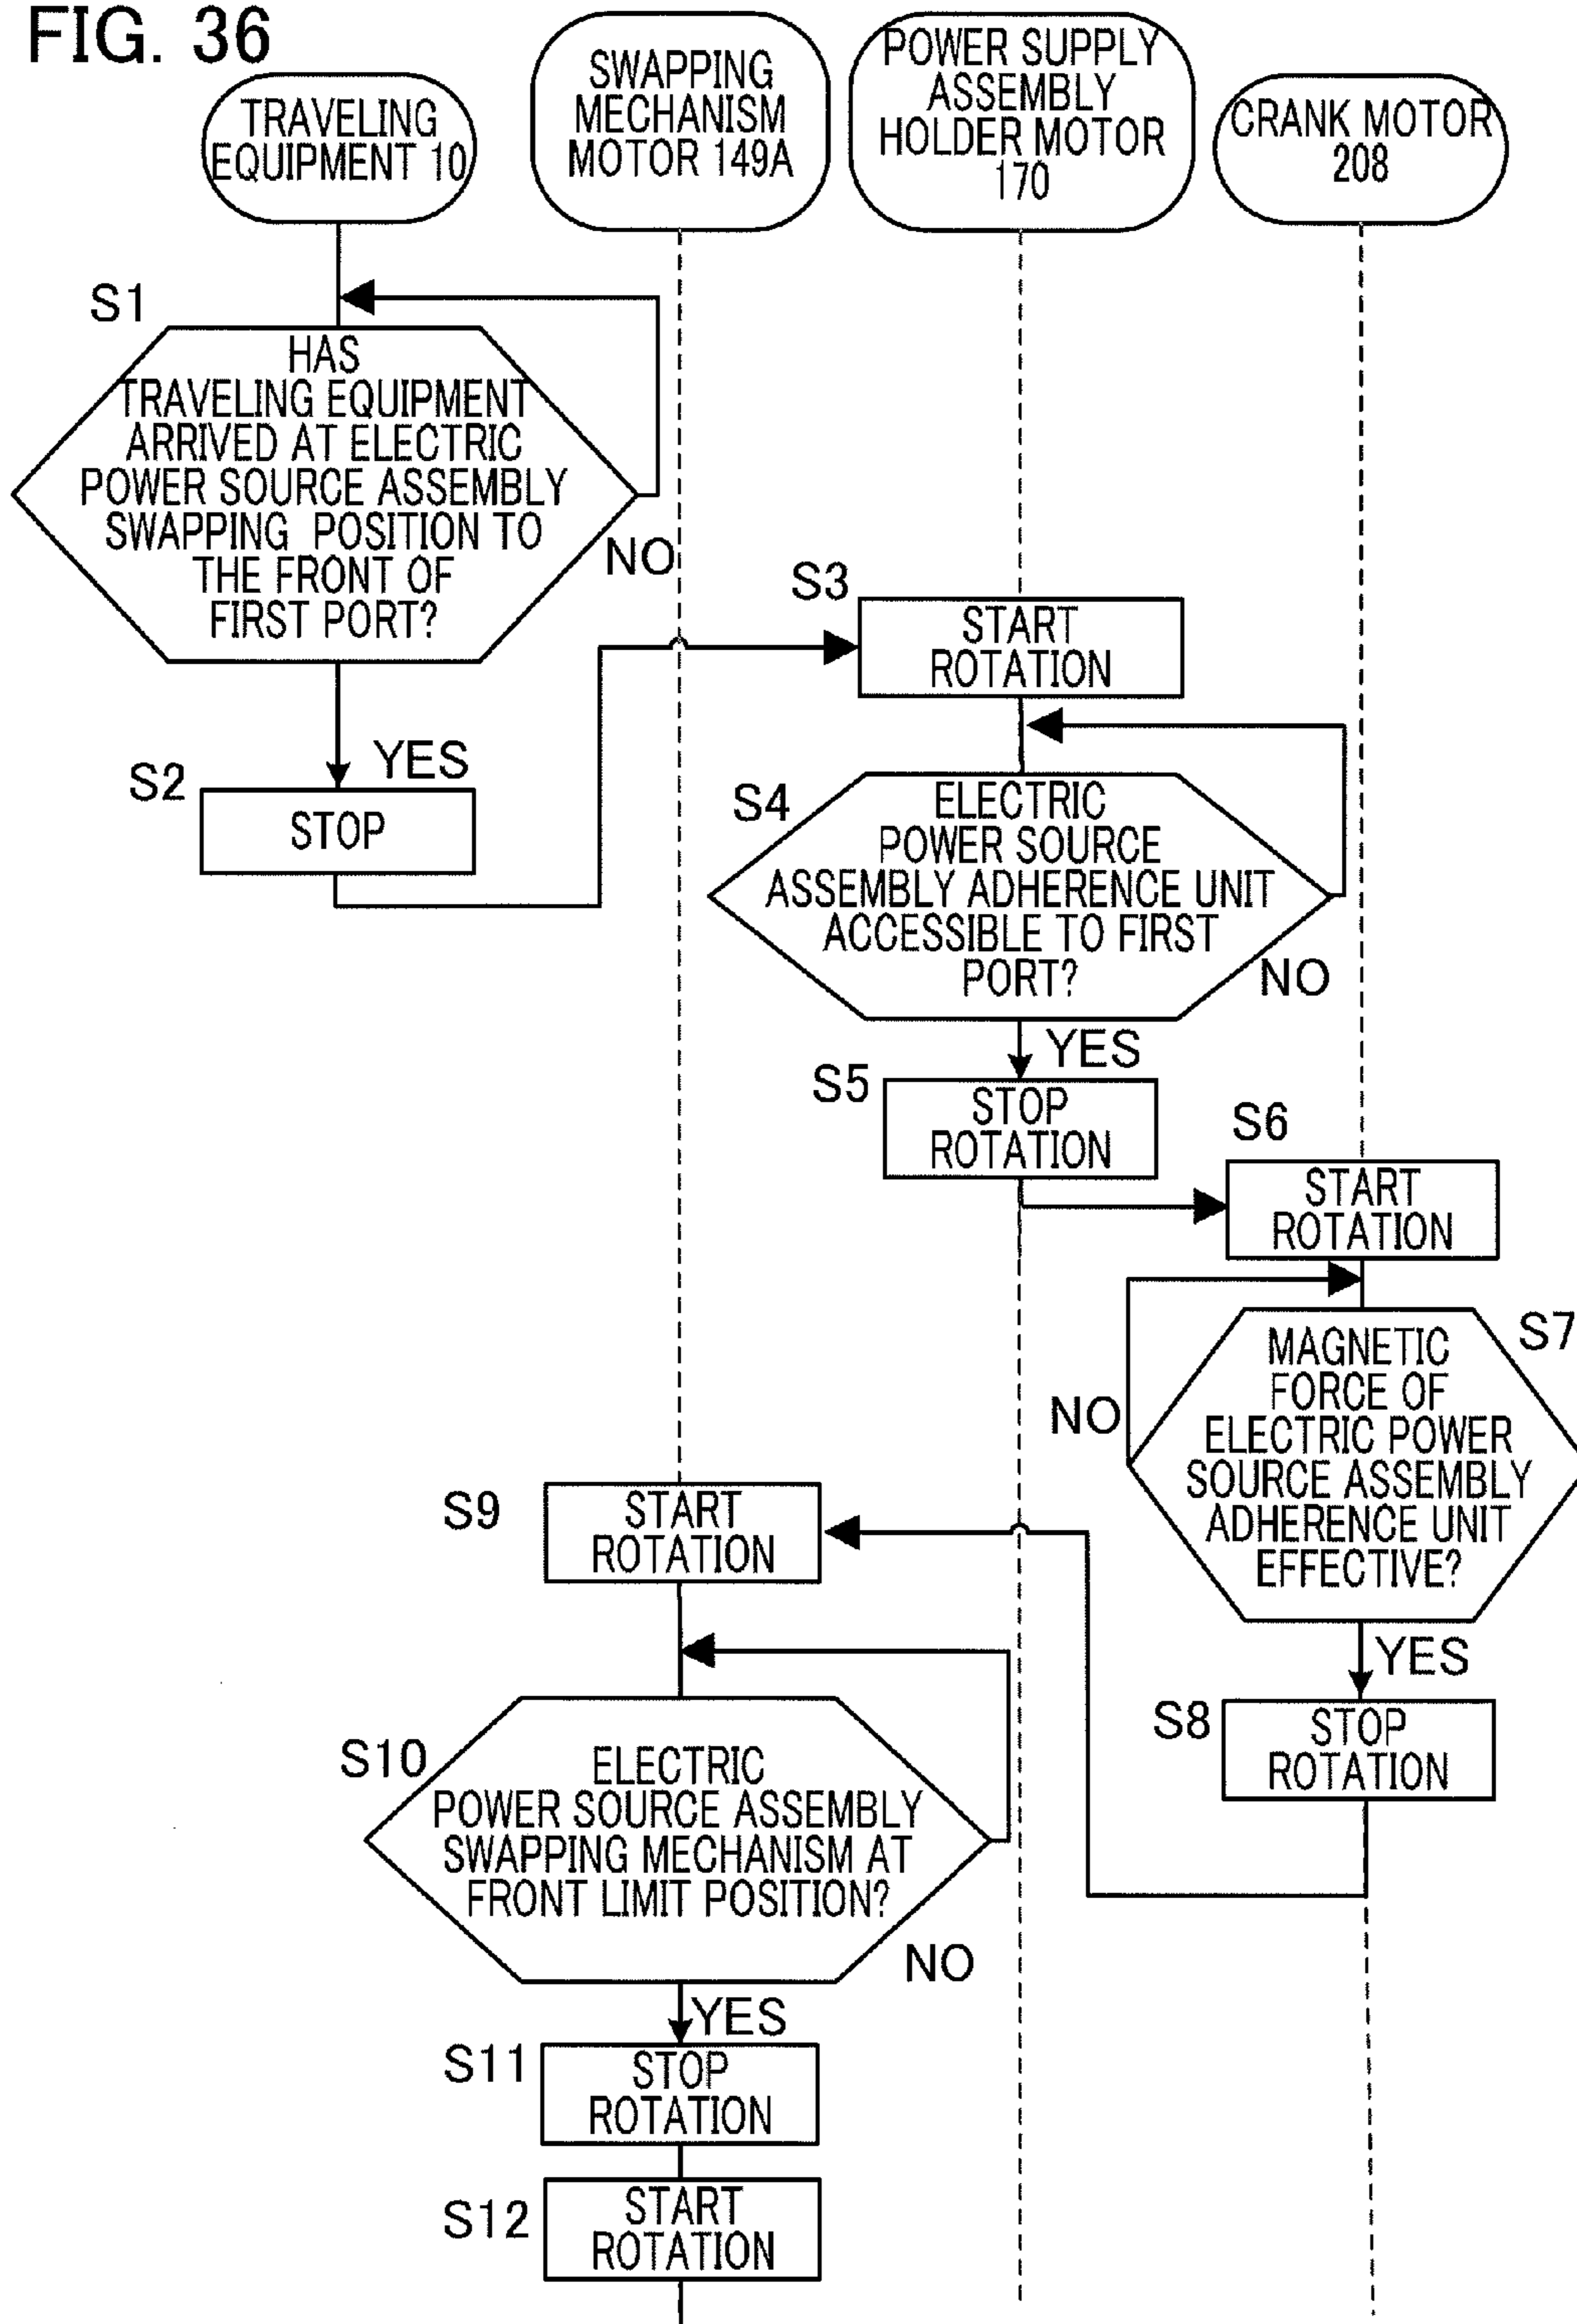 FIG. 36
TRAVELING
EQUIPMENT 10
SWAPPING
MECHANISM
MOTOR 149A
POWER SUPPLY
ASSEMBLY
HOLDER MOTOR
170
CRANK MOTOR
208
S1
HAS
TRAVELING EQUIPMENT
ARRIVED AT ELECTRIC
POWER SOURCE ASSEMBLY
SWAPPING POSITION TO
THE FRONT OF
FIRST PORT?
NO
YES
S2
STOP
S3
START
ROTATION
S4
ELECTRIC
POWER SOURCE
ASSEMBLY ADHERENCE UNIT
ACCESSIBLE TO FIRST
PORT?
NO
YES
S5
STOP
ROTATION
S6
START
ROTATION
S7
MAGNETIC
FORCE OF
ELECTRIC POWER
SOURCE ASSEMBLY
ADHERENCE UNIT
EFFECTIVE?
NO
YES
S8
STOP
ROTATION
S9
START
ROTATION
S10
ELECTRIC
POWER SOURCE ASSEMBLY
SWAPPING MECHANISM AT
FRONT LIMIT POSITION?
NO
YES
S11
STOP
ROTATION
S12
START
ROTATION